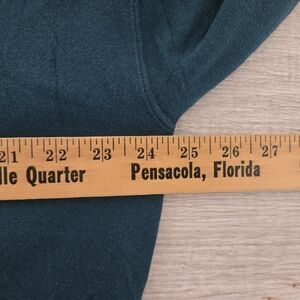 21 22 23 24 25 26 27
lle Quarter Pensacola, Florida